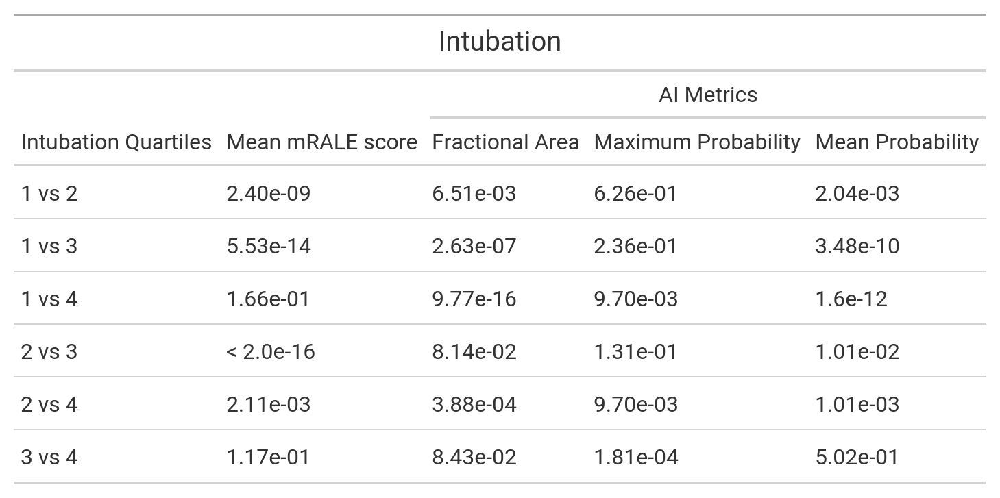 Intubation
AI Metrics
Intubation Quartiles Mean mRALE score Fractional Area Maximum Probability Mean Probability
1 vs 2 2.40e-09 6.51e-03 6.26e-01 2.04e-03
1 vs 3 5.53e-14 2.63e-07 2.36e-01 3.48e-10
1 vs 4 1.66e-01 9.77e-16 9.70e-03 1.6e-12
2 vs 3 < 2.0e-16 8.14e-02 1.31e-01 1.01e-02
2 vs 4 2.11e-03 3.88e-04 9.70e-03 1.01e-03
3 vs 4 1.17e-01 8.43e-02 1.81e-04 5.02e-01